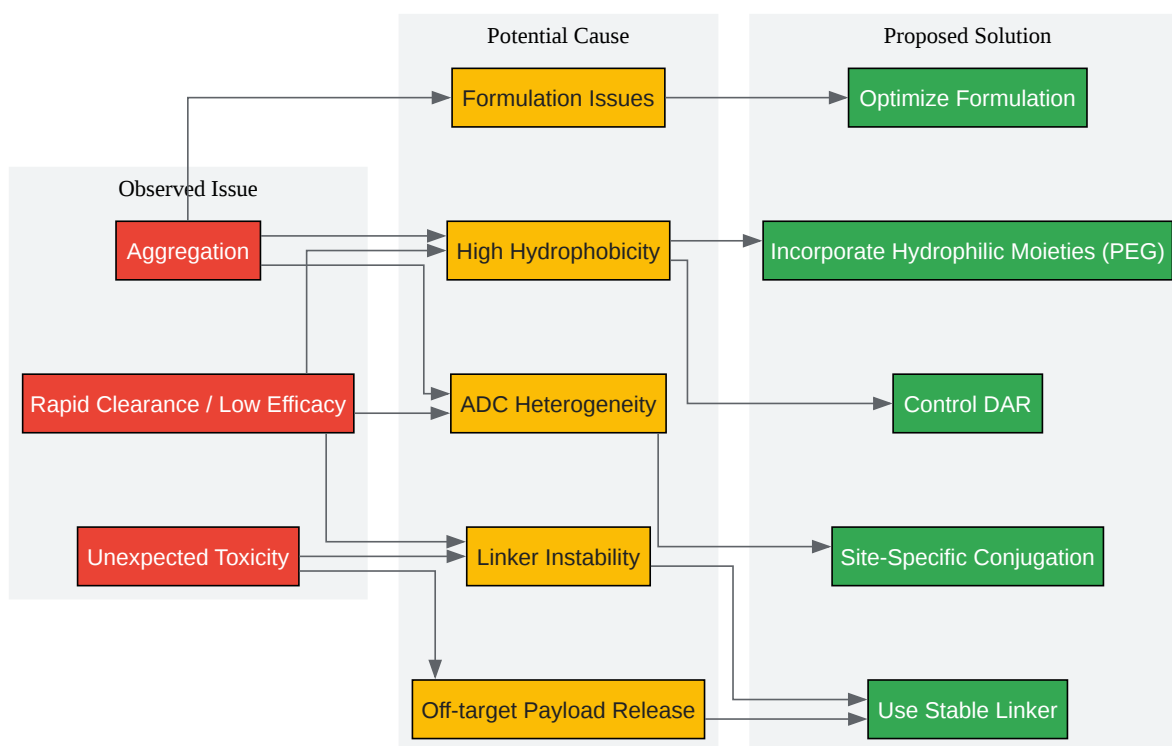 Potential Cause
Proposed Solution
Formulation Issues
Optimize Formulation
Observed Issue
Aggregation
High Hydrophobicity
Incorporate Hydrophilic Moieties (PEG)
Rapid Clearance / Low Efficacy
ADC Heterogeneity
Control DAR
Unexpected Toxicity
Linker Instability
Site-Specific Conjugation
Off-target Payload Release
Use Stable Linker